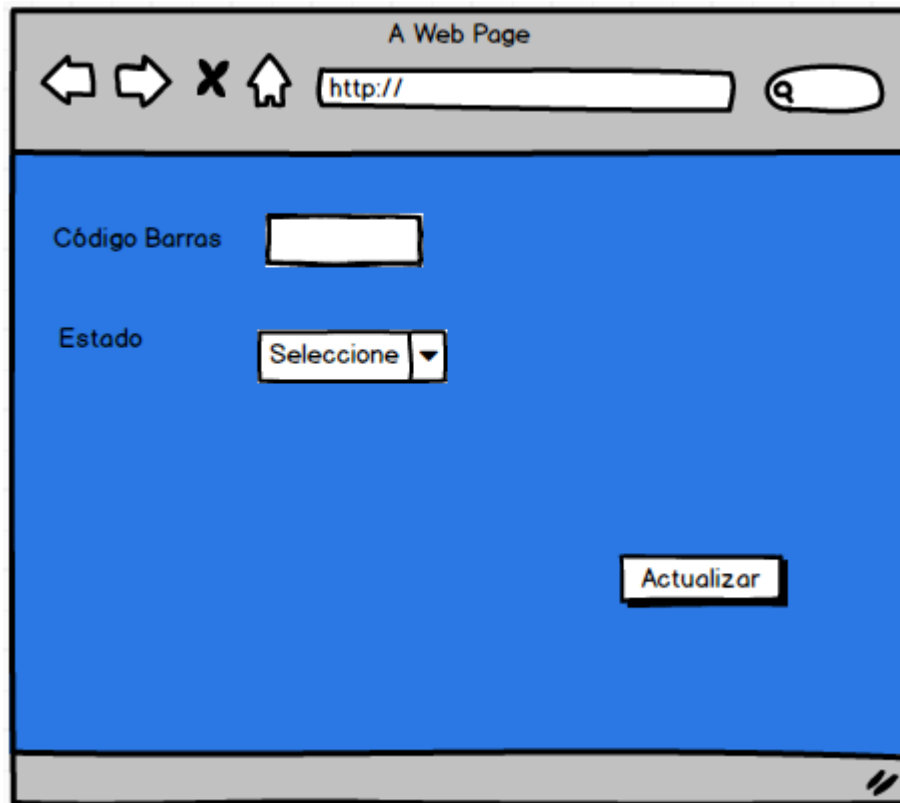 A Web Page
http://
Código Barras
Estado
Seleccione
Actualizar